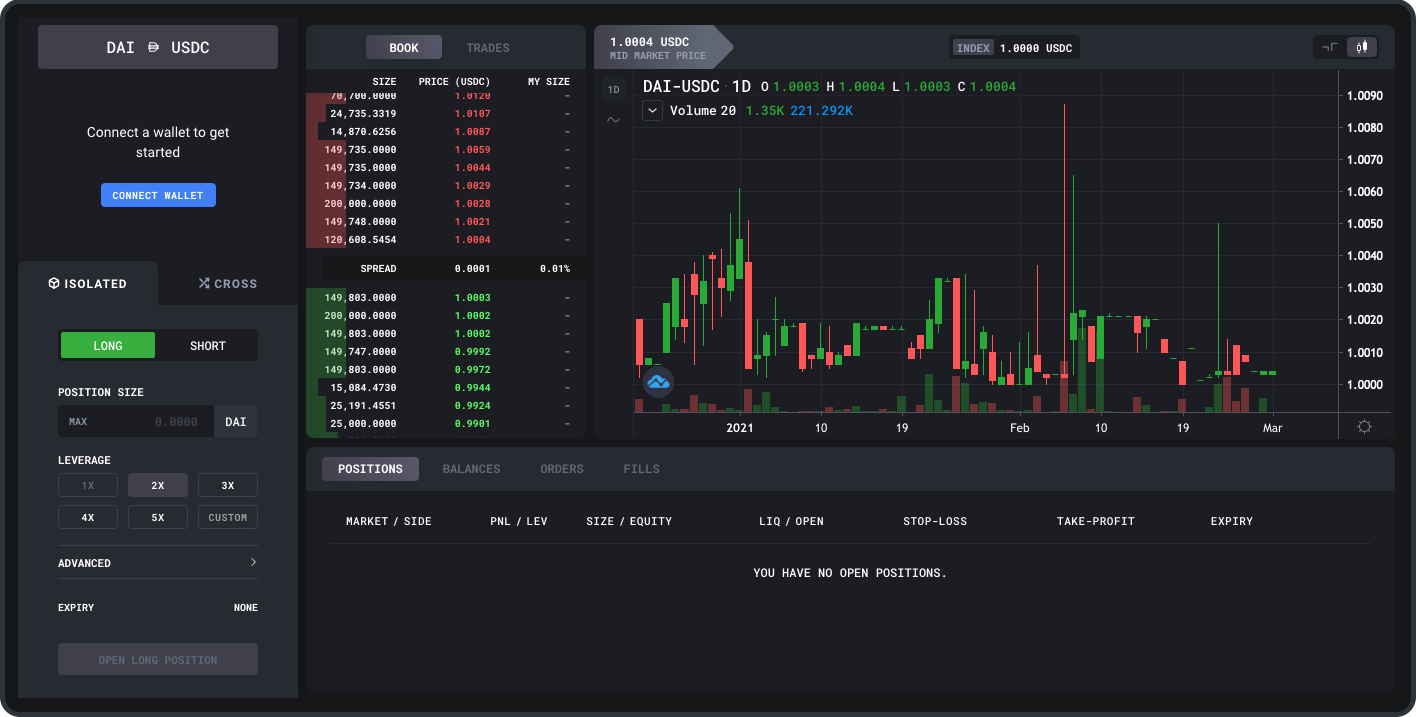 DAI USDC
Connect a wallet to get
started
CONNECT WALLET
ISOLATED CROSS
LONG SHORT
POSITION SIZE
MAX 0.0000 DAI
LEVERAGE
1X 2X 3X
4X 5X CUSTOM
ADVANCED
EXPIRY NONE
OPEN LONG POSITION
BOOK TRADES
SIZE PRICE (USDC) MY SIZE
70,700.0000 1.0120 –
24,735.3319 1.0107 –
14,870.6256 1.0087 –
149,735.0000 1.0059 –
149,735.0000 1.0044 –
149,734.0000 1.0029 –
200,000.0000 1.0028 –
149,748.0000 1.0021 –
120,608.5454 1.0004 –
SPREAD 0.0001 0.01%
149,803.0000 1.0003 –
200,000.0000 1.0002 –
149,803.0000 1.0002 –
149,747.0000 0.9992 –
149,803.0000 0.9972 –
15,084.4730 0.9944 –
25,191.4551 0.9924 –
25,000.0000 0.9901 –
1.0004 USDC
MID MARKET PRICE
INDEX 1.0000 USDC
1D
DAI-USDC · 1D O 1.0003 H 1.0004 L 1.0003 C 1.0004
Volume 20 1.35K 221.292K
1.0090
1.0080
1.0070
1.0060
1.0050
1.0040
1.0030
1.0020
1.0010
1.0000
2021 10 19 Feb 10 19 Mar
POSITIONS BALANCES ORDERS FILLS
MARKET / SIDE PNL / LEV SIZE / EQUITY LIQ / OPEN STOP-LOSS TAKE-PROFIT EXPIRY
YOU HAVE NO OPEN POSITIONS.